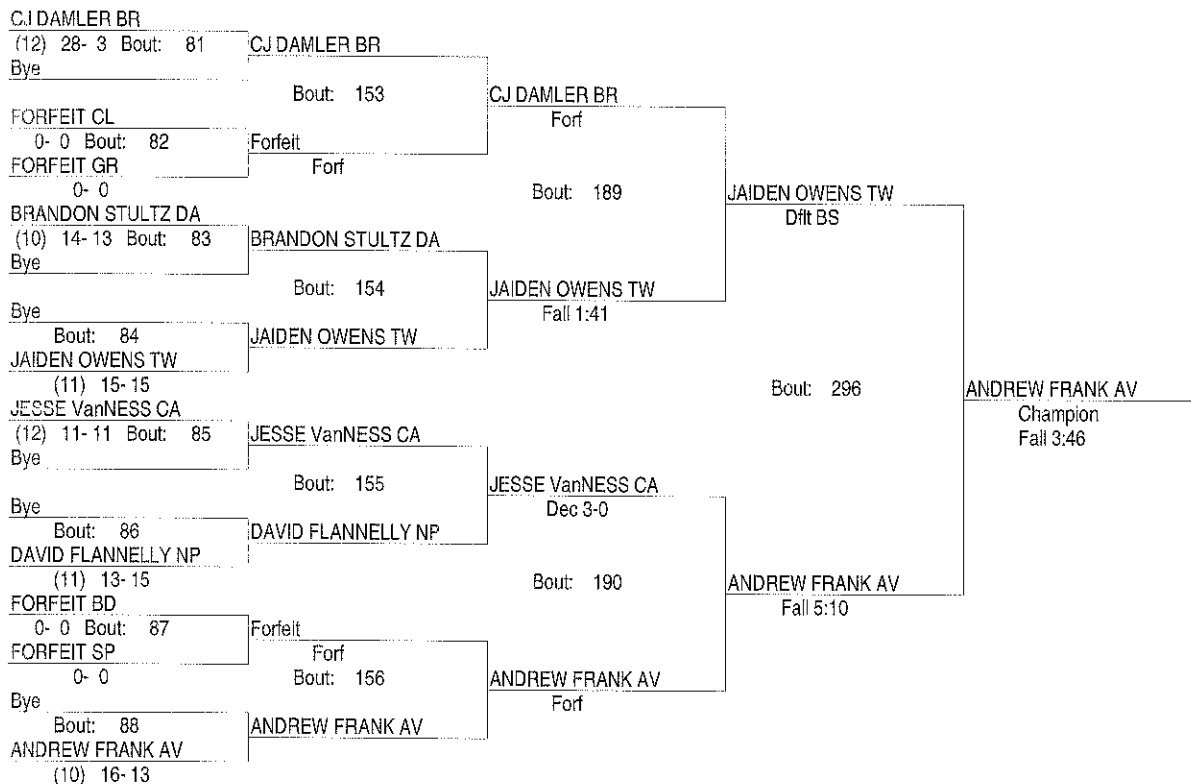 CJ DAMLER BR
(12) 28- 3 Bout: 81
Bye
CJ DAMLER BR
Bout: 153
FORFEIT CL
0- 0 Bout: 82
FORFEIT GR
0- 0
Forfeit
Forf
CJ DAMLER BR
Forf
Bout: 189
BRANDON STULTZ DA
(10) 14- 13 Bout: 83
Bye
BRANDON STULTZ DA
Bout: 154
Bye
Bout: 84
JAIDEN OWENS TW
(11) 15- 15
JAIDEN OWENS TW
JAIDEN OWENS TW
Fall 1:41
JAIDEN OWENS TW
Dflt BS
Bout: 296
JESSE VanNESS CA
(12) 11- 11 Bout: 85
Bye
JESSE VanNESS CA
Bout: 155
Bye
Bout: 86
DAVID FLANNELLY NP
(11) 13- 15
DAVID FLANNELLY NP
JESSE VanNESS CA
Dec 3-0
Bout: 190
FORFEIT BD
0- 0 Bout: 87
FORFEIT SP
0- 0
Forfeit
Forf
Bout: 156
Bye
Bout: 88
ANDREW FRANK AV
(10) 16- 13
ANDREW FRANK AV
ANDREW FRANK AV
Forf
ANDREW FRANK AV
Fall 5:10
ANDREW FRANK AV
Champion
Fall 3:46